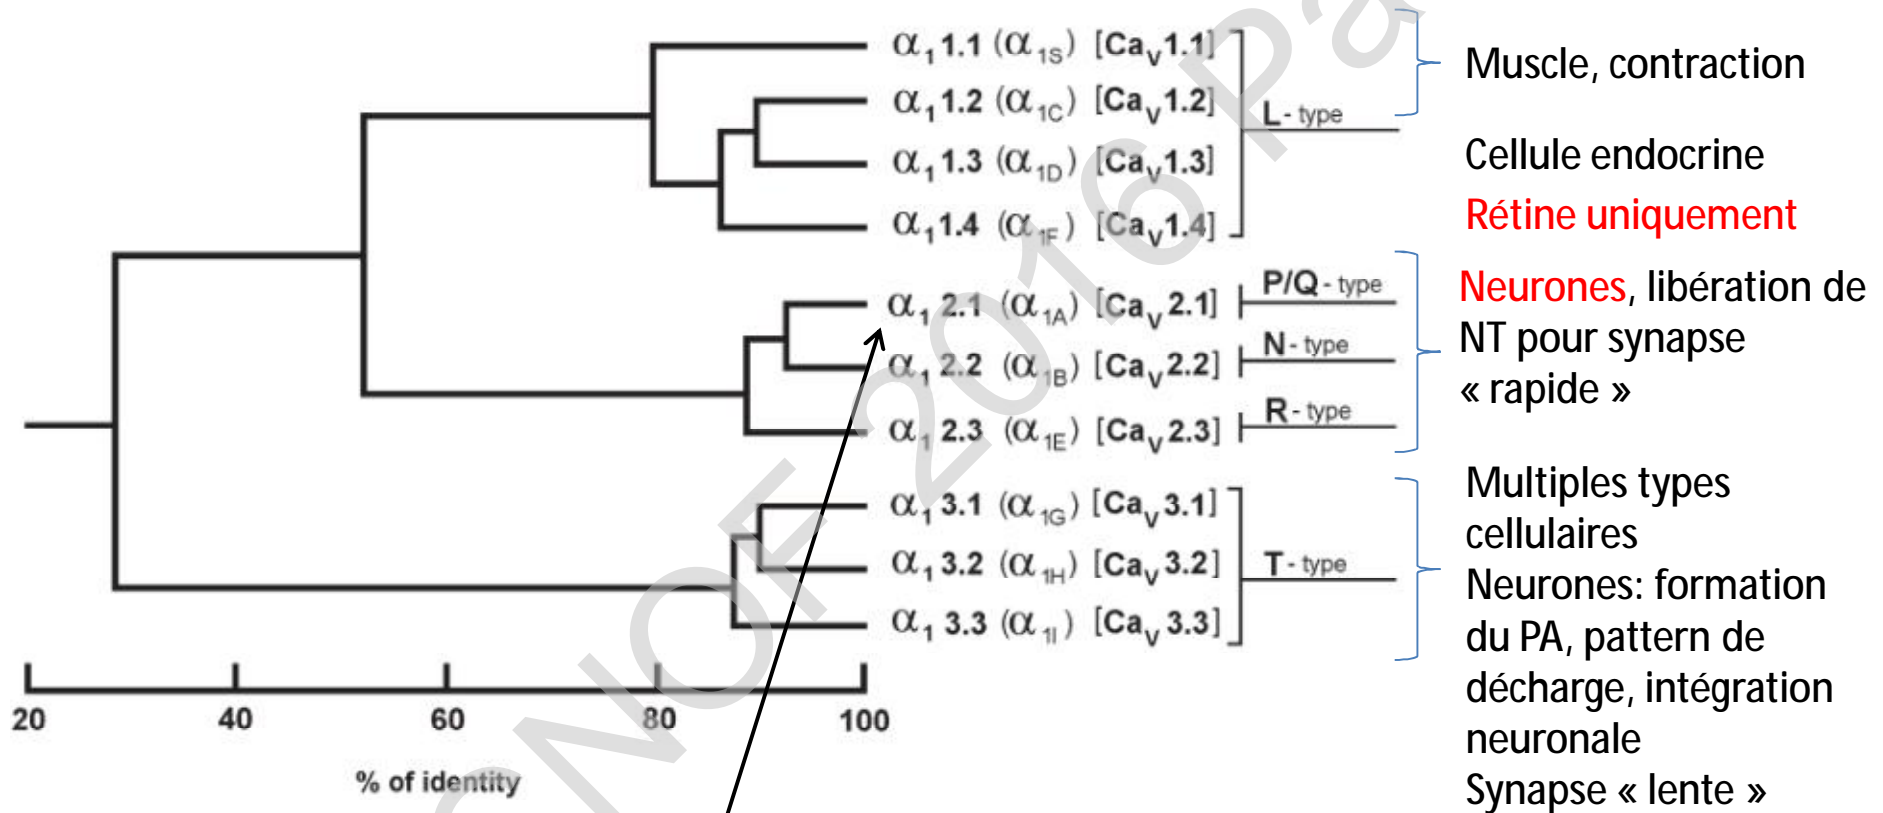 α1 1.1 (α1S) [CaV1.1]
α1 1.2 (α1C) [CaV1.2]
α1 1.3 (α1D) [CaV1.3]
α1 1.4 (α1F) [CaV1.4]
L - type
α1 2.1 (α1A) [CaV2.1]
P/Q - type
α1 2.2 (α1B) [CaV2.2]
N - type
α1 2.3 (α1E) [CaV2.3]
R - type
α1 3.1 (α1G) [CaV3.1]
α1 3.2 (α1H) [CaV3.2]
α1 3.3 (α1I) [CaV3.3]
T - type
Muscle, contraction
Cellule endocrine
Rétine uniquement
Neurones, libération de
NT pour synapse
« rapide »
Multiples types
cellulaires
Neurones: formation
du PA, pattern de
décharge, intégration
neuronale
Synapse « lente »
20 40 60 80 100
% of identity
CNOF 2016 Pa